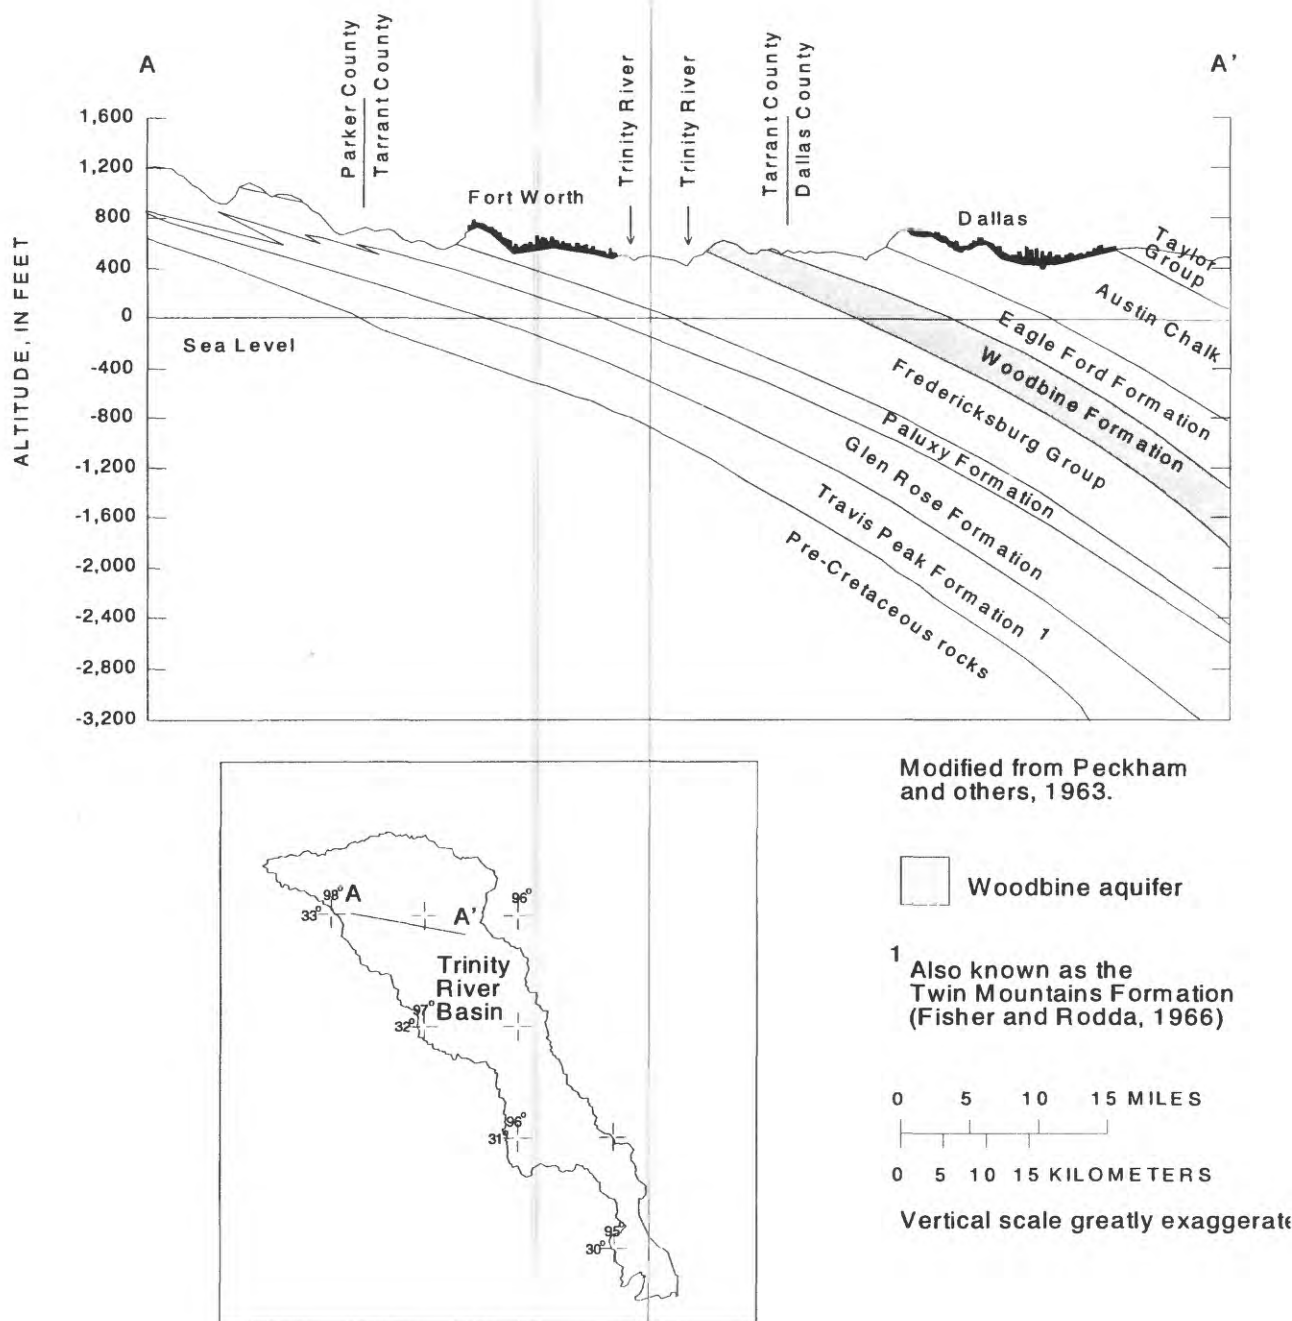 A
A'
Parker County
Tarrant County
Trinity River
Trinity River
Tarrant County
Dallas County
ALTITUDE, IN FEET
1,600
1,200
800
400
0
-400
-800
-1,200
-1,600
-2,000
-2,400
-2,800
-3,200
Fort Worth
Dallas
Sea Level
Taylor
Group
Austin Chalk
Eagle Ford Formation
Woodbine Formation
Fredericksburg Group
Paluxy Formation
Glen Rose Formation
Travis Peak Formation 1
Pre-Cretaceous rocks
98° A
33°
A'
96°
Trinity
River
Basin
97°
32°
96°
31°
95°
30°
Modified from Peckham
and others, 1963.
Woodbine aquifer
1 Also known as the
Twin Mountains Formation
(Fisher and Rodda, 1966)
0 5 10 15 MILES
0 5 10 15 KILOMETERS
Vertical scale greatly exaggerate